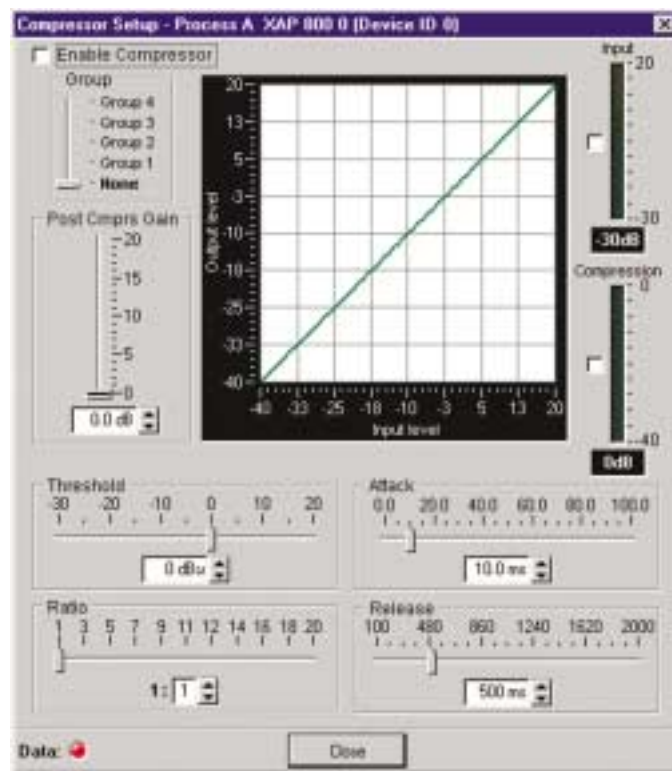 Compressor Setup - Process A XAP 800 0 (Device ID 0)
Enable Compressor
Group
Group 4
Group 3
Group 2
Group 1
None
Post Cmprs Gain
20
15
10
5
0
0.0 dB
Output level
20
13
5
-3
-10
-18
-25
-33
-40
-40 -33 -25 -18 -10 -3 5 13 20
Input level
Input
20
-30
-30dB
Compression
0
-40
0dB
Threshold
-30 -20 -10 0 10 20
0 dBu
Attack
0.0 20.0 40.0 60.0 80.0 100.0
10.0 ms
Ratio
1 3 5 7 9 11 12 14 16 18 20
1: 1
Release
100 480 860 1240 1620 2000
500 ms
Data:
Close